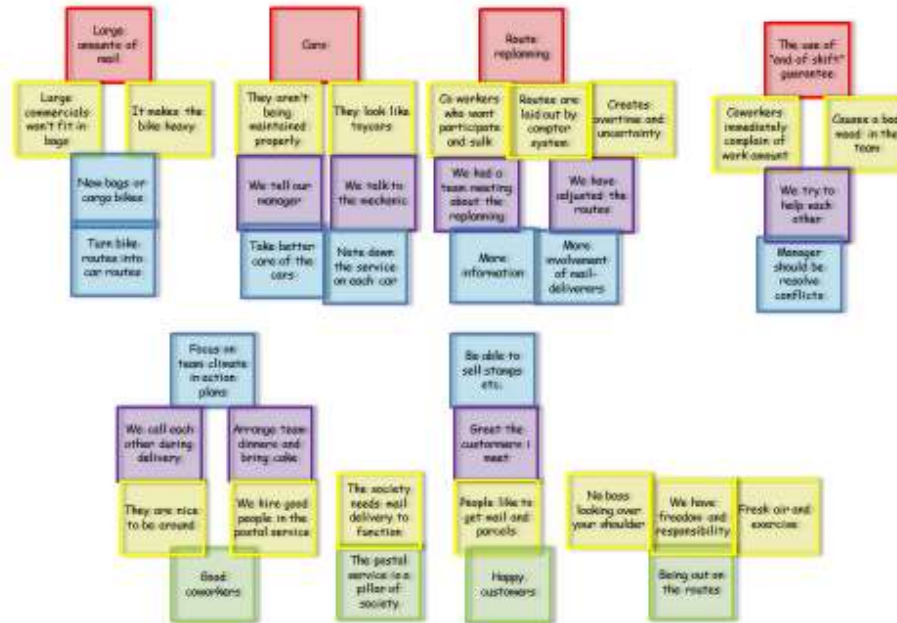 Large
amounts of
mail
Cars
Route
replanning
The use of
"end of shift"
guarantee
Large
commercials
won't fit in
bags
It makes the
bike heavy
They aren't
being
maintained
properly
They look like
toycars
Co workers
who wont
participate
and sulk
Routes are
laid out by
comptor
system
Creates
overtime and
uncertainty
Coworkers
immediately
complain of
work amount
Causes a bad
mood in the
team
New bags or
cargo bikes
We tell our
manager
We talk to
the mechanic
We had a
team meeting
about the
replanning
We have
adjusted the
routes
We try to
help each
other
Turn bike
routes into
car routes
Take better
care of the
cars
Note down
the service
on each car
More
information
More
involvement
of mail-
deliverers
Manager
should be
resolve
conflicts
Focus on
team climate
in action
plans
Be able to
sell stamps
etc.
We call each
other during
delivery
Arrange team
dinners and
bring cake
Greet the
custormers i
meet
They are nice
to be around
We hire good
people in the
postal service
The society
needs mail
delivery to
function
People like to
get mail and
parcels
No boss
looking over
your shoulder
We have
freedom and
responsibility
Fresk air and
exercise
Good
coworkers
The postal
service is a
pillar of
society
Happy
customers
Being out on
the routes